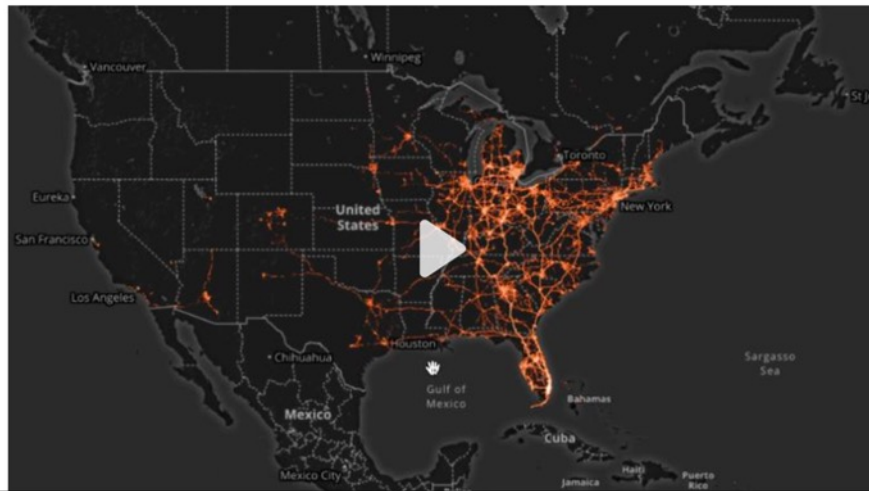 Winnipeg
Vancouver
St J
Toronto
Eureka
United
States
New York
San Francisco
Los Angeles
Houston
Chihuahua
Sargasso
Sea
Gulf of
Mexico
Bahamas
Mexico
Cuba
Mexico City
Haiti
Jamaica
Puerto
Rico